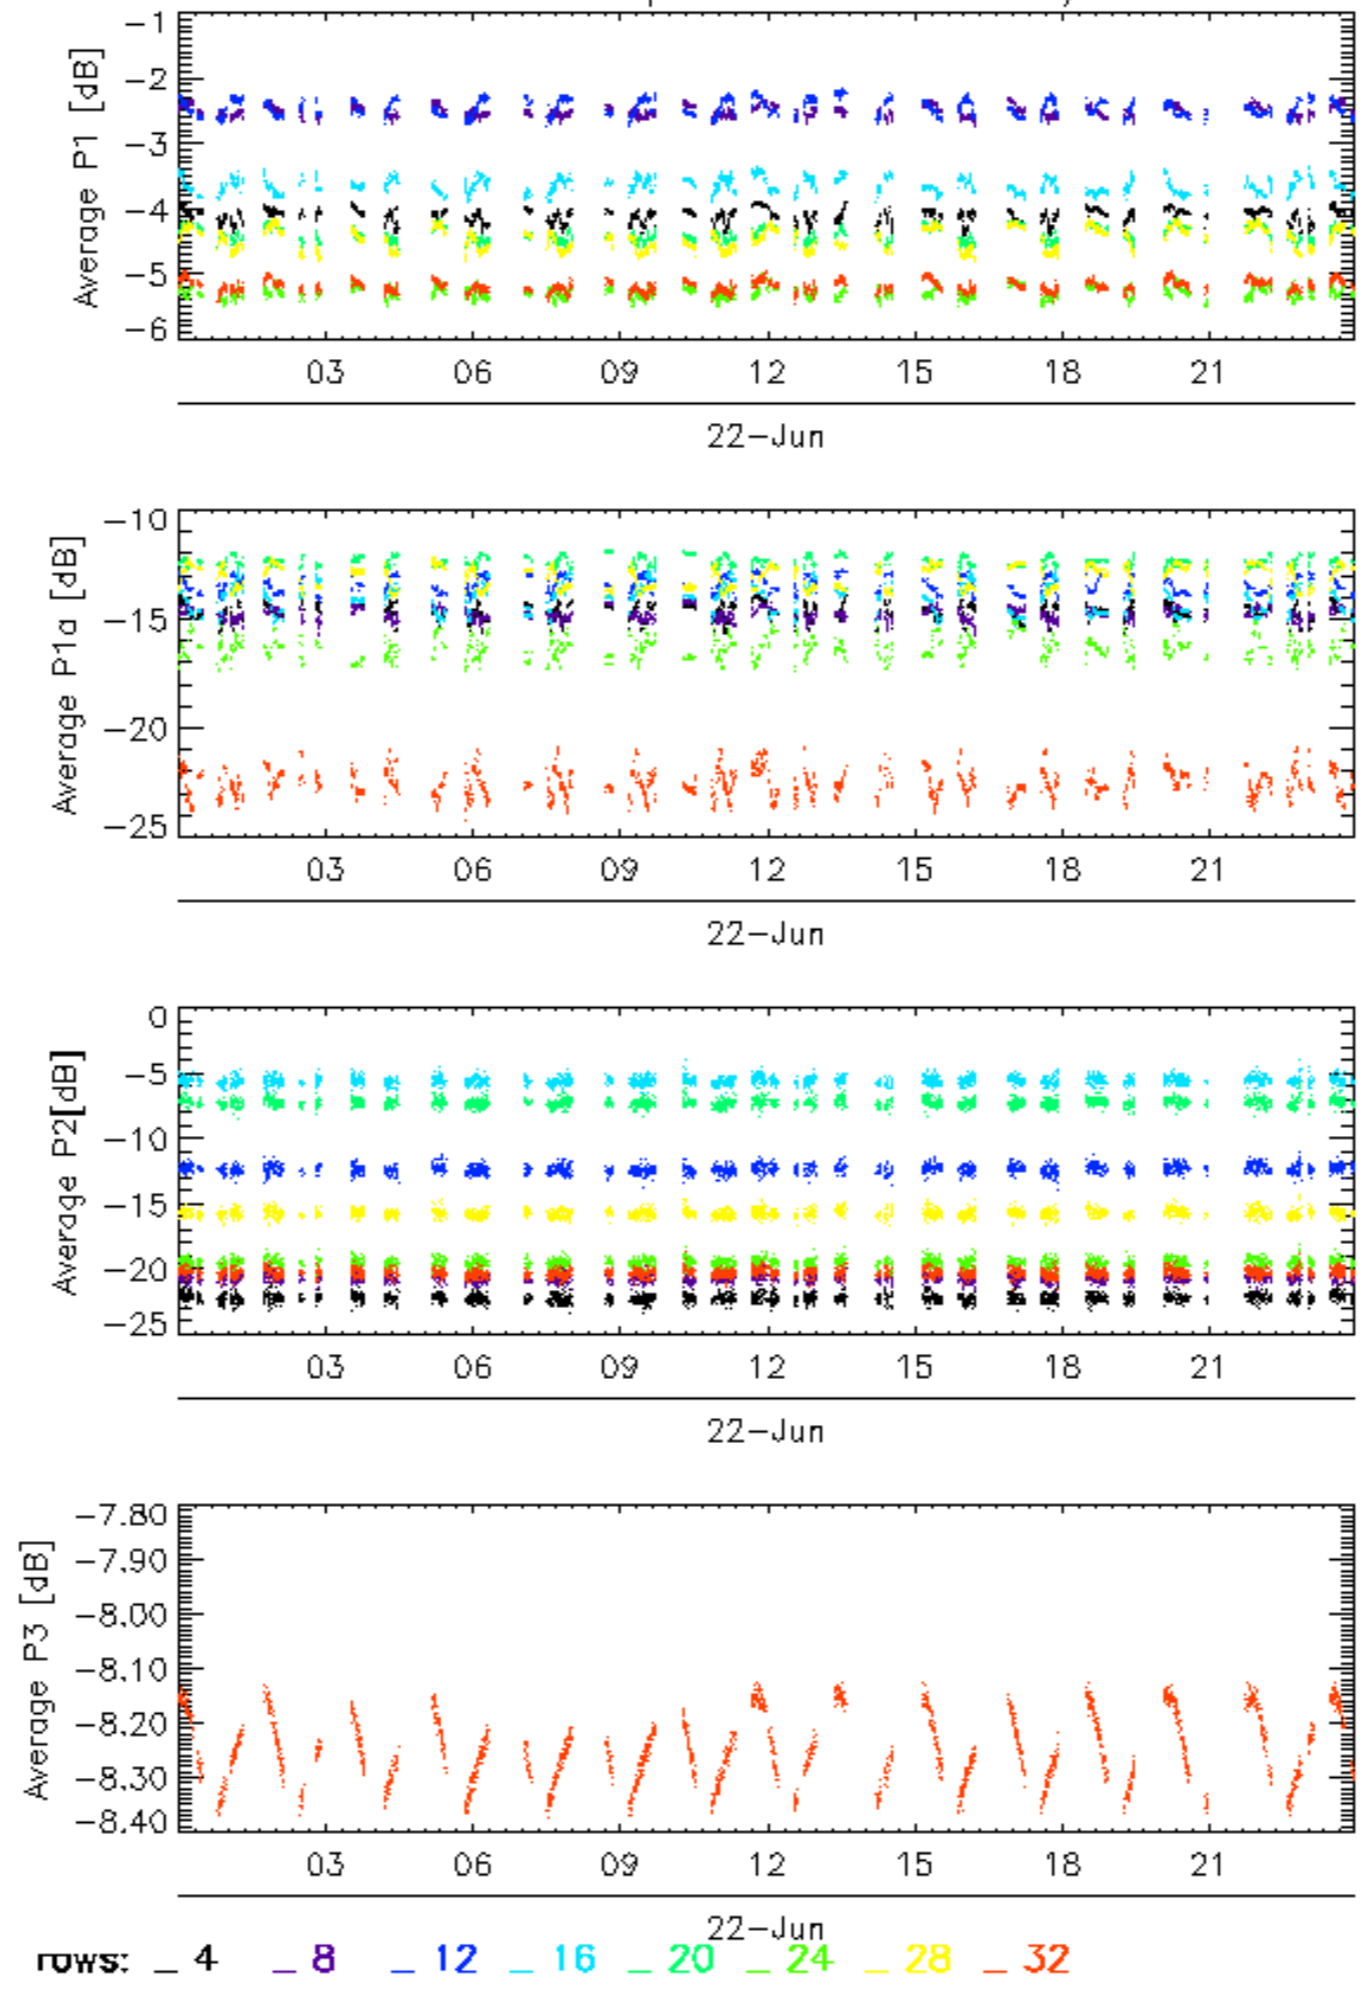 Average P1 [dB]
-1
-2
-3
-4
-5
-6
03 06 09 12 15 18 21
22-Jun
Average P1a [dB]
-10
-15
-20
-25
03 06 09 12 15 18 21
22-Jun
Average P2[dB]
0
-5
-10
-15
-20
-25
03 06 09 12 15 18 21
22-Jun
Average P3 [dB]
-7.80
-7.90
-8.00
-8.10
-8.20
-8.30
-8.40
03 06 09 12 15 18 21
22-Jun
rows: _ 4 _ 8 _ 12 _ 16 _ 20 _ 24 _ 28 _ 32